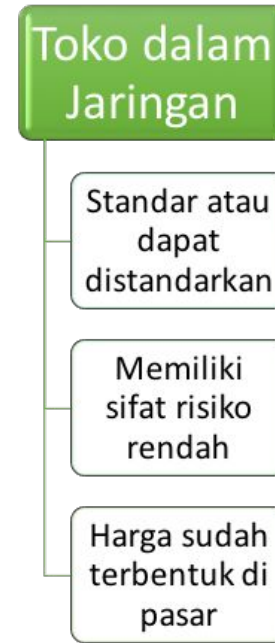 Toko dalam
Jaringan
Standar atau
dapat
distandarkan
Memiliki
sifat risiko
rendah
Harga sudah
terbentuk di
pasar